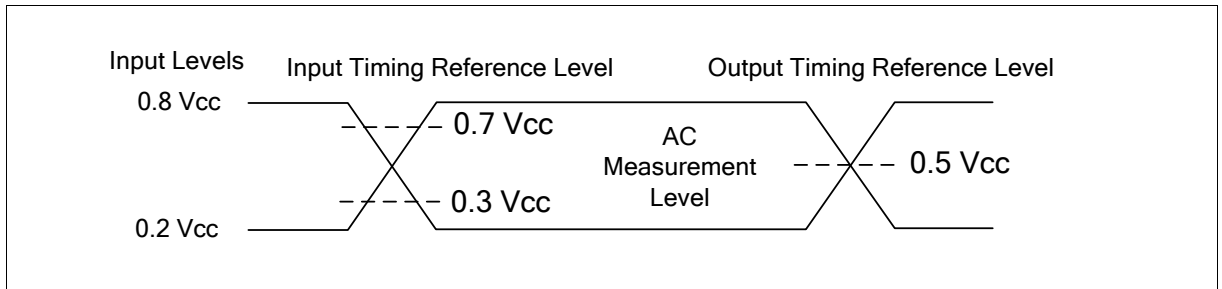 Input Levels
Input Timing Reference Level
Output Timing Reference Level
0.8 Vcc
0.7 Vcc
AC
Measurement
Level
0.5 Vcc
0.3 Vcc
0.2 Vcc